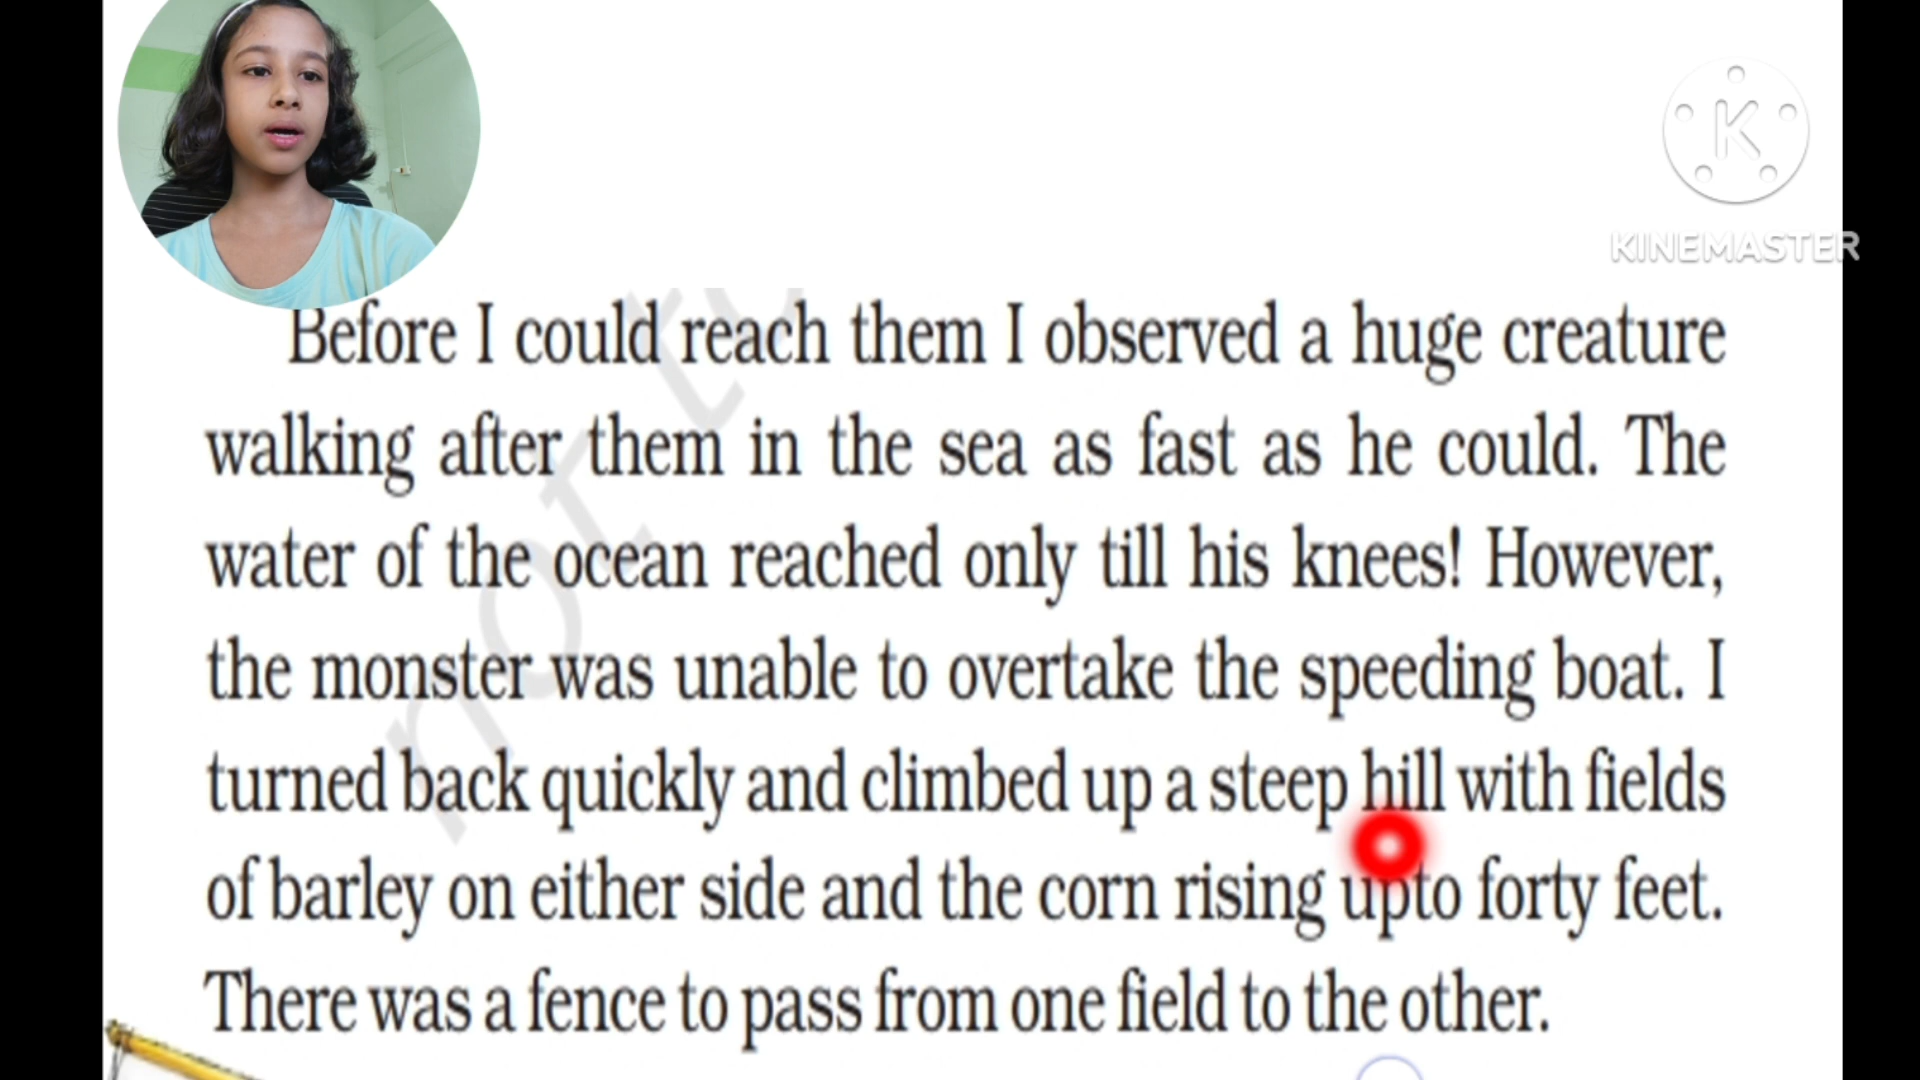 K
KINEMASTER
Before I could reach them I observed a huge creature
walking after them in the sea as fast as he could. The
water of the ocean reached only till his knees! However,
the monster was unable to overtake the speeding boat. I
turned back quickly and climbed up a steep hill with fields
of barley on either side and the corn rising upto forty feet.
There was a fence to pass from one field to the other.
not t